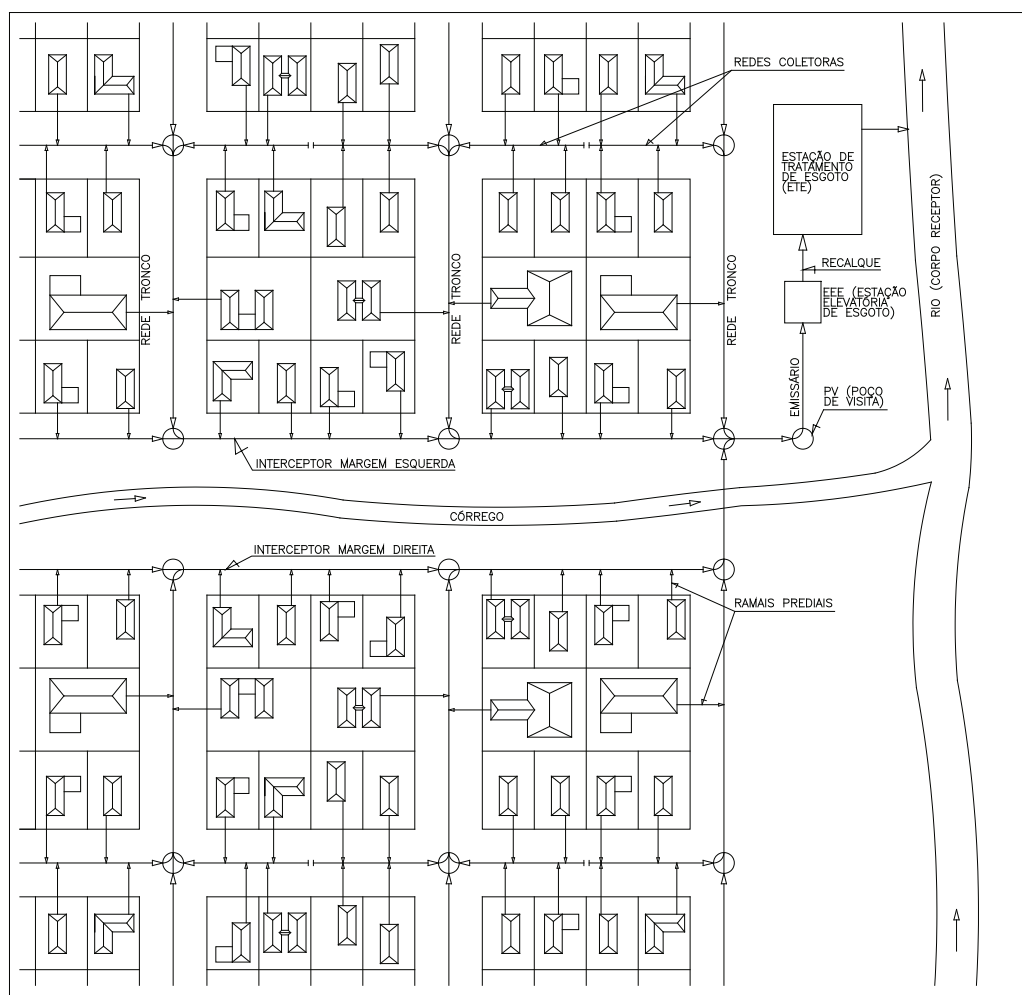 REDES COLETORAS
ESTAÇÃO DE
TRATAMENTO
DE ESGOTO
(ETE)
RIO (CORPO RECEPTOR)
RECALQUE
EEE (ESTAÇÃO
ELEVATÓRIA
DE ESGOTO)
REDE TRONCO
REDE TRONCO
REDE TRONCO
EMISSÁRIO
PV (POÇO
DE VISITA)
INTERCEPTOR MARGEM ESQUERDA
CÓRREGO
INTERCEPTOR MARGEM DIREITA
RAMAIS PREDIAIS